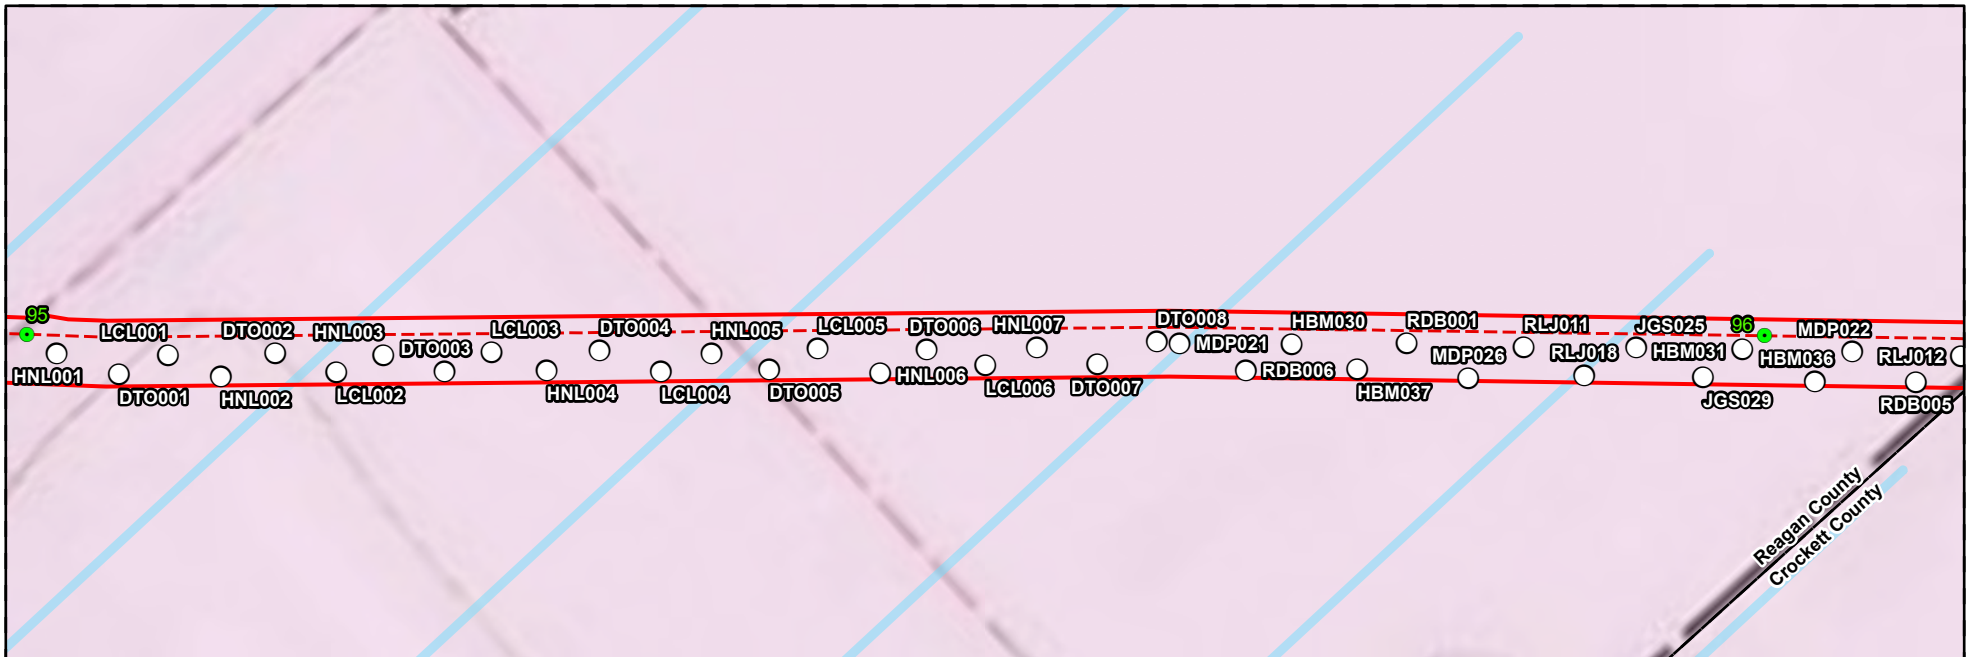 95
HNL001
LCL001
DTO001
DTO002
HNL002
HNL003
LCL002
DTO003
LCL003
HNL004
DTO004
LCL004
HNL005
DTO005
LCL005
HNL006
DTO006
LCL006
HNL007
DTO007
DTO008
MDP021
RDB006
HBM030
HBM037
RDB001
MDP026
RLJ011
RLJ018
JGS025
HBM031
JGS029
96
HBM036
MDP022
RLJ012
RDB005
Reagan County
Crockett County